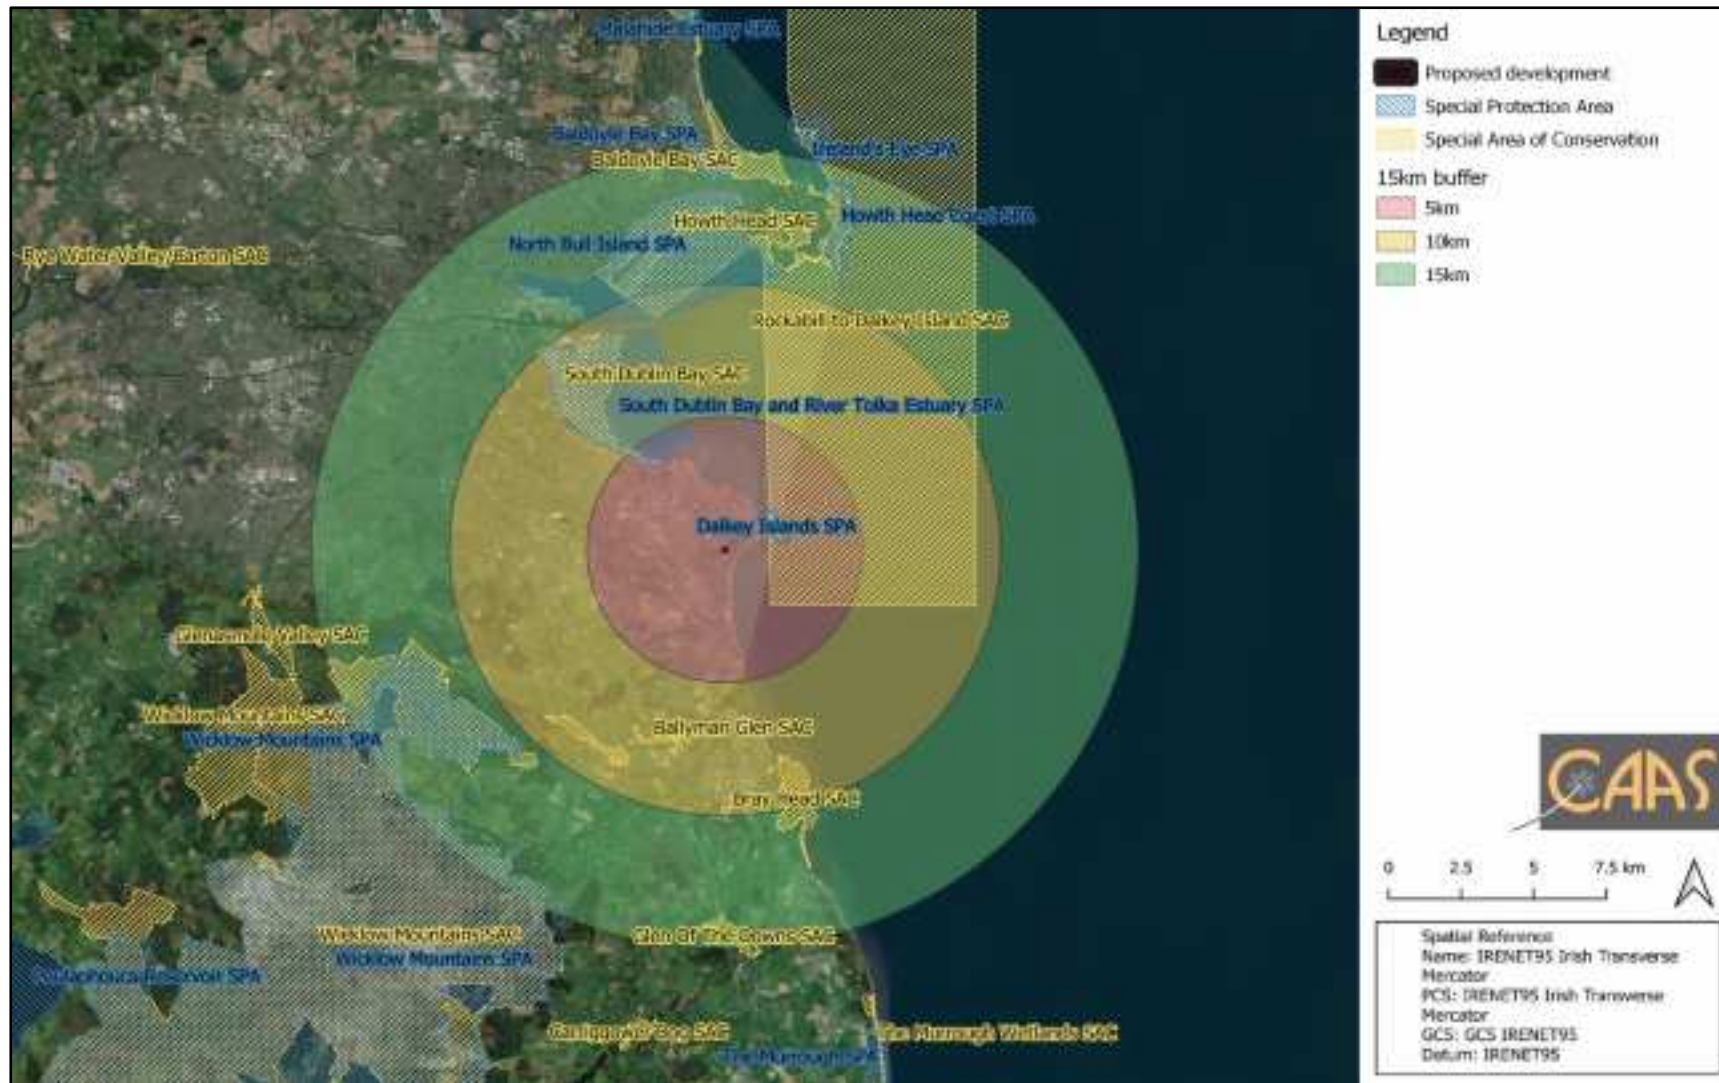 Malahide Estuary SPA
Baldoyle Bay SPA
Baldoyle Bay SAC
Ireland's Eye SPA
Howth Head SAC
Howth Head Coast SPA
North Bull Island SPA
Rye Water Valley/Carton SAC
Rockabill to Dalkey Island SAC
South Dublin Bay SAC
South Dublin Bay and River Tolka Estuary SPA
Dalkey Islands SPA
Glenasmole Valley SAC
Wicklow Mountains SAC
Wicklow Mountains SPA
Ballyman Glen SAC
Bray Head SAC
Wicklow Mountains SAC
Wicklow Mountains SPA
Glen Of The Downs SAC
Poulaphouca Reservoir SPA
Carriggower Bog SAC
The Murrough Wetlands SAC
The Murrough SPA
Legend
Proposed development
Special Protection Area
Special Area of Conservation
15km buffer
5km
10km
15km
CAAS
0 2.5 5 7.5 km
Spatial Reference
Name: IRENET95 Irish Transverse
Mercator
PCS: IRENET95 Irish Transverse
Mercator
GCS: GCS IRENET95
Datum: IRENET95